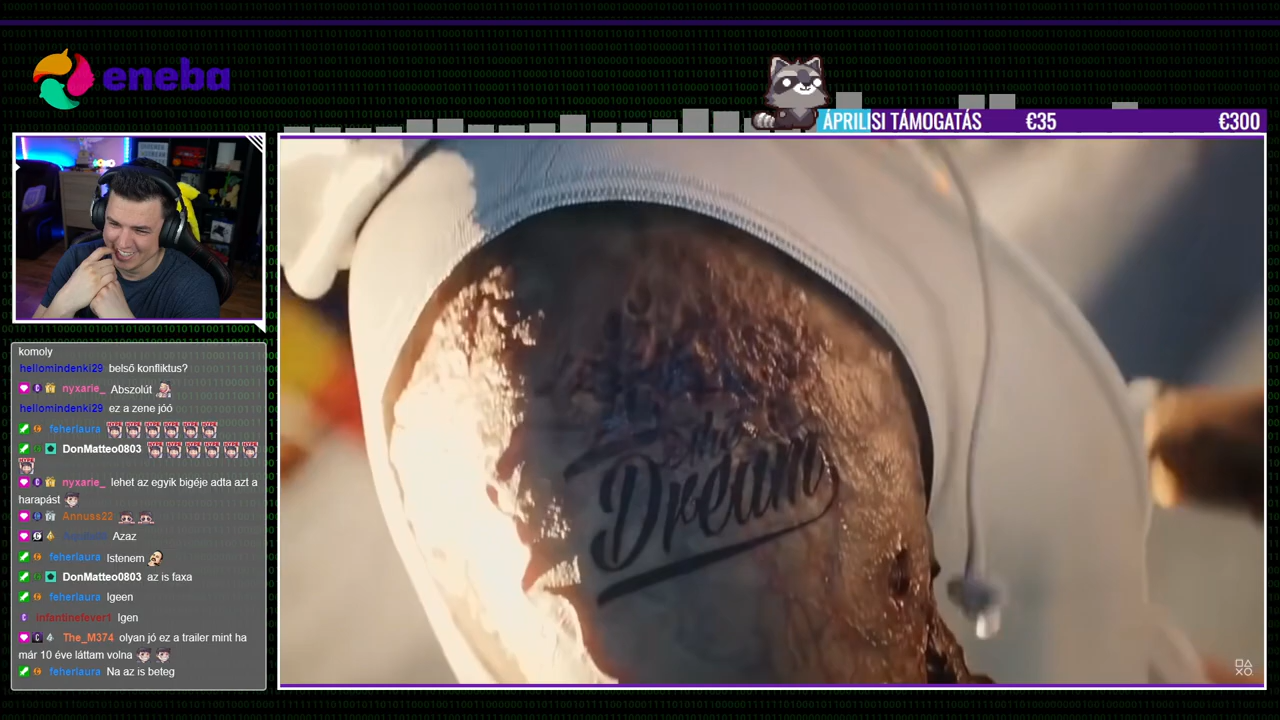 eneba
ÁPRILISI TÁMOGATÁS €35 €300
komoly
hellomindenki29 belső konfliktus?
nyxarie_ Abszolút
hellomindenki29 ez a zene jóó
feherlaura
DonMatteo0803
nyxarie_ lehet az egyik bigéje adta azt a
harapást
Annuss22
Azaz
feherlaura Istenem
DonMatteo0803 az is faxa
feherlaura Igeen
infantinefever1 Igen
The_M374 olyan jó ez a trailer mint ha
már 10 éve láttam volna
feherlaura Na az is beteg
the
Dream